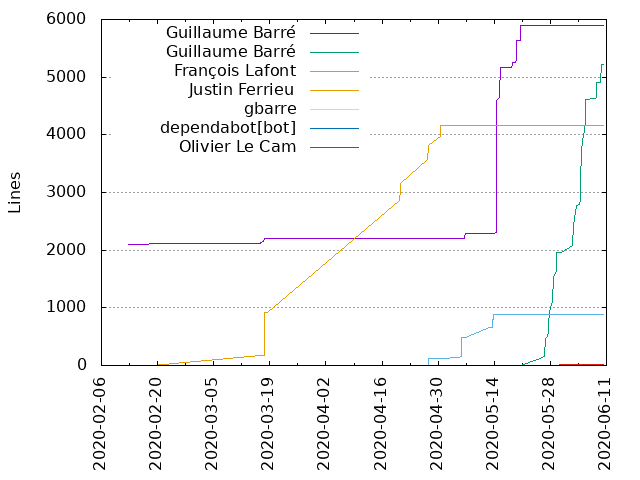 6000
5000
4000
3000
2000
1000
0
Lines
Guillaume Barré
Guillaume Barré
François Lafont
Justin Ferrieu
gbarre
dependabot[bot]
Olivier Le Cam
2020-02-06
2020-02-20
2020-03-05
2020-03-19
2020-04-02
2020-04-16
2020-04-30
2020-05-14
2020-05-28
2020-06-11